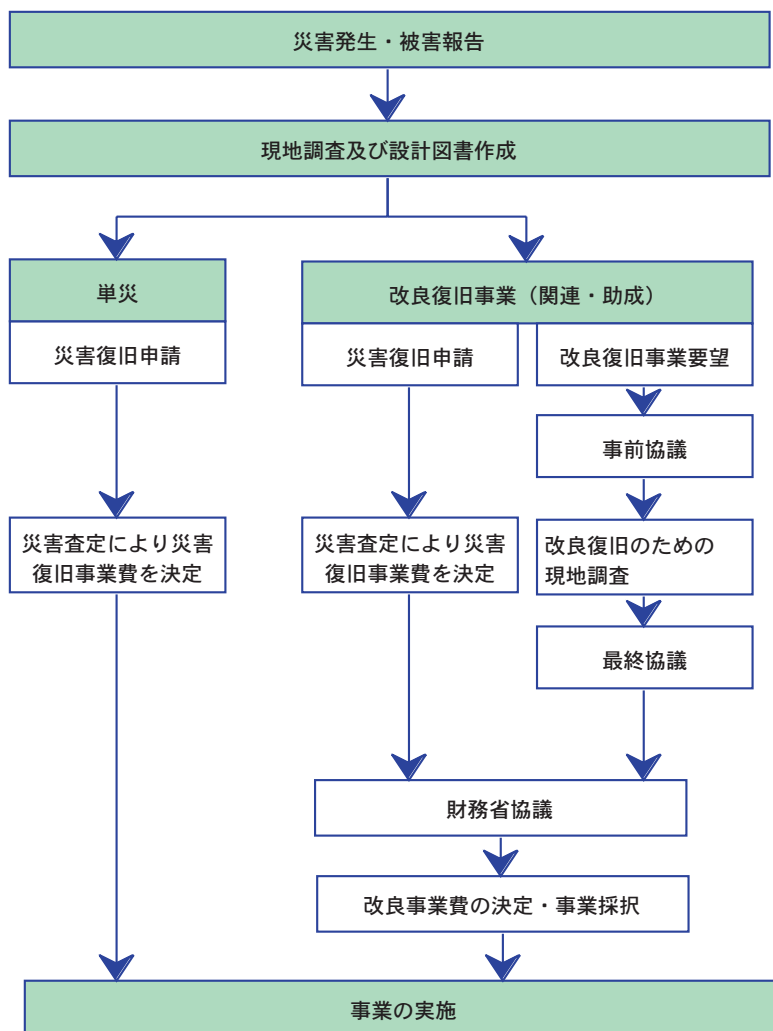 災害発生・被害報告
現地調査及び設計図書作成
単災
災害復旧申請
災害査定により災害
復旧事業費を決定
改良復旧事業（関連・助成）
災害復旧申請
災害査定により災害
復旧事業費を決定
改良復旧事業要望
事前協議
改良復旧のための
現地調査
最終協議
財務省協議
改良事業費の決定・事業採択
事業の実施